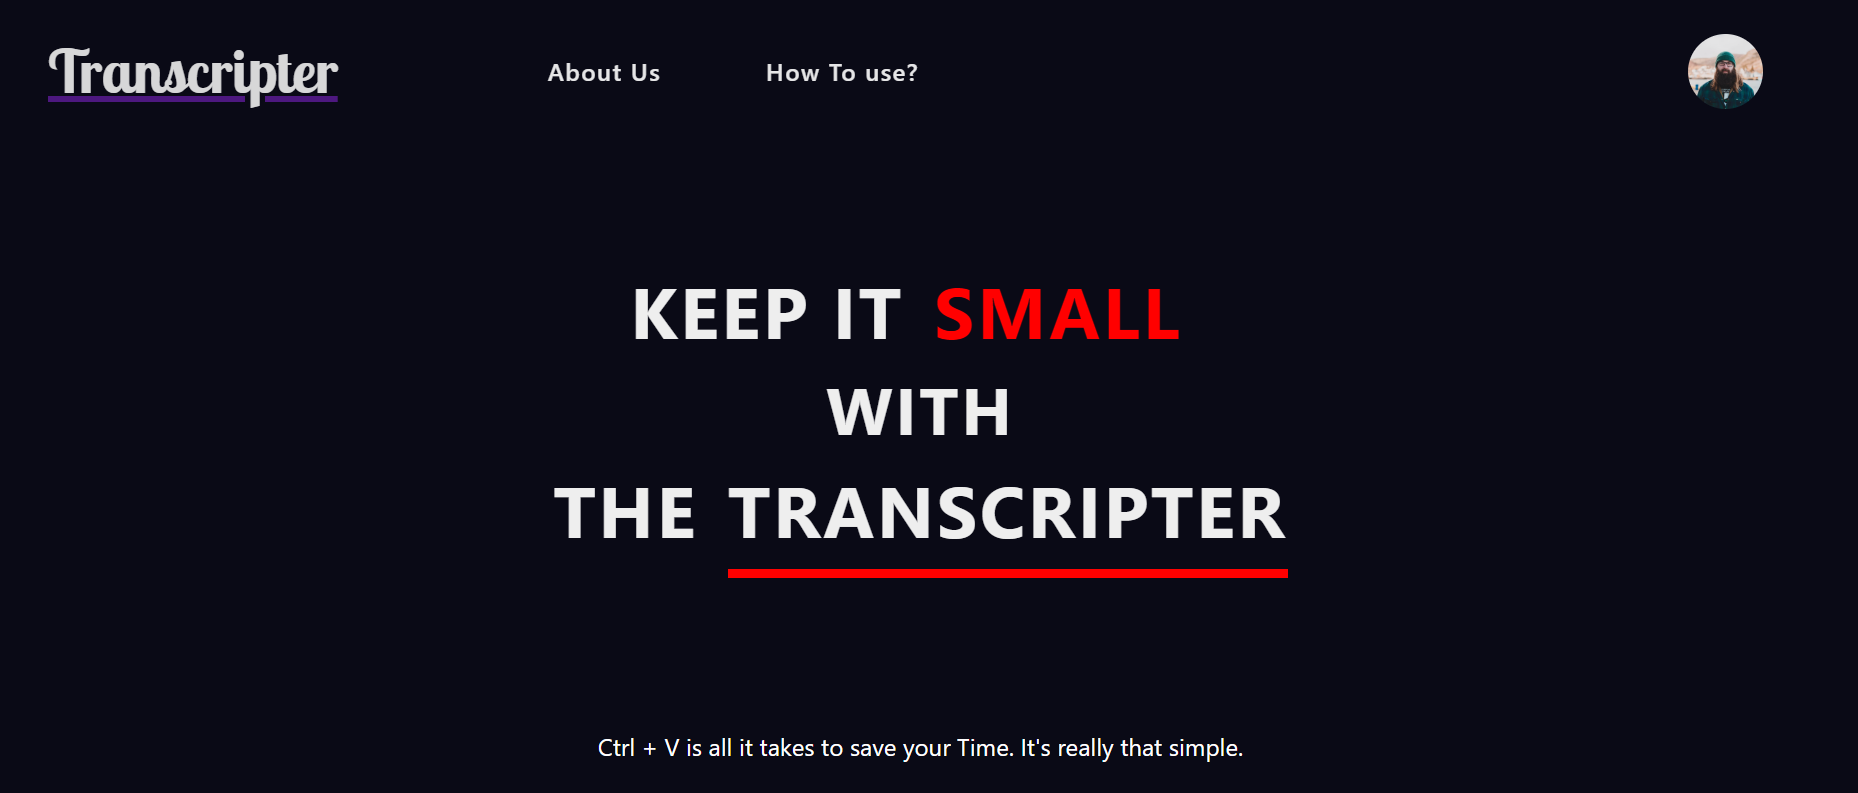 Transcripter
About Us
How To use?
KEEP IT SMALL
WITH
THE TRANSCRIPTER
Ctrl + V is all it takes to save your Time. It's really that simple.